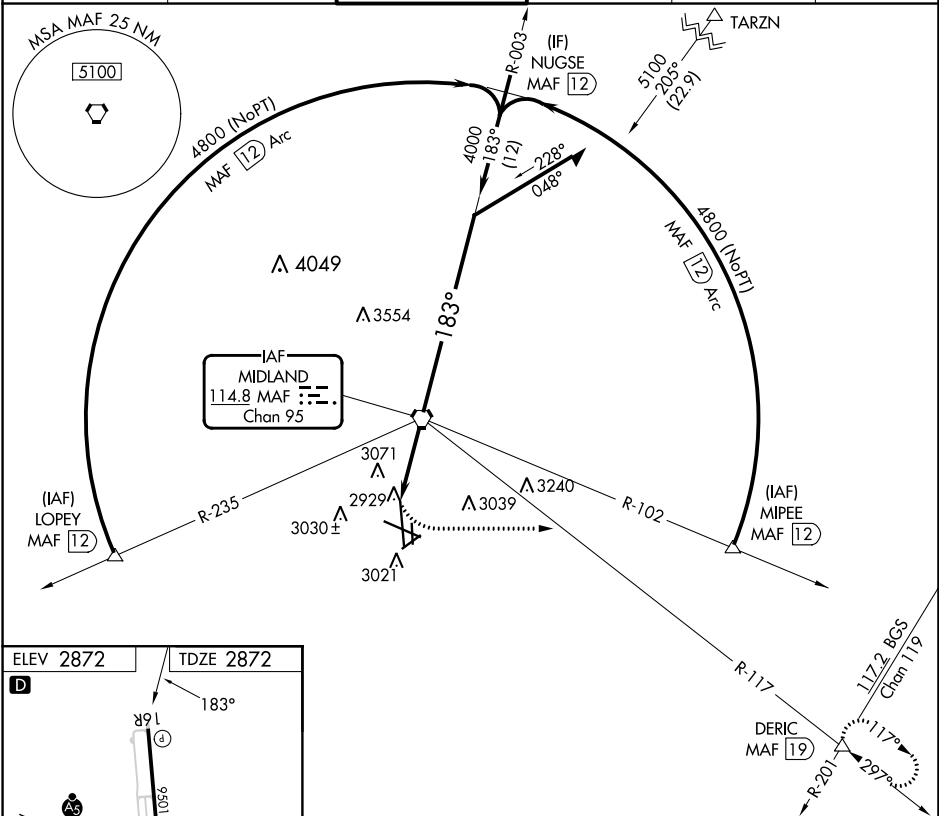 MSA MAF 25 NM
5100
R-003
(IF)
NUGSE
MAF 12
TARZN
5100
205°
(22.9)
4800 (NoPT)
MAF 12 Arc
4000
183°
(12)
228°
048°
4800 (NoPT)
MAF 12 Arc
4049
3554
183°
IAF
MIDLAND
114.8 MAF
Chan 95
3071
2929
3030±
3039
3240
3021
R-235
R-102
(IAF)
LOPEY
MAF 12
(IAF)
MIPEE
MAF 12
R-117
117.2 BGS
Chan 119
DERIC
MAF 19
117°
297°
R-201
ELEV 2872
TDZE 2872
D
183°
16R
P
9501
A5